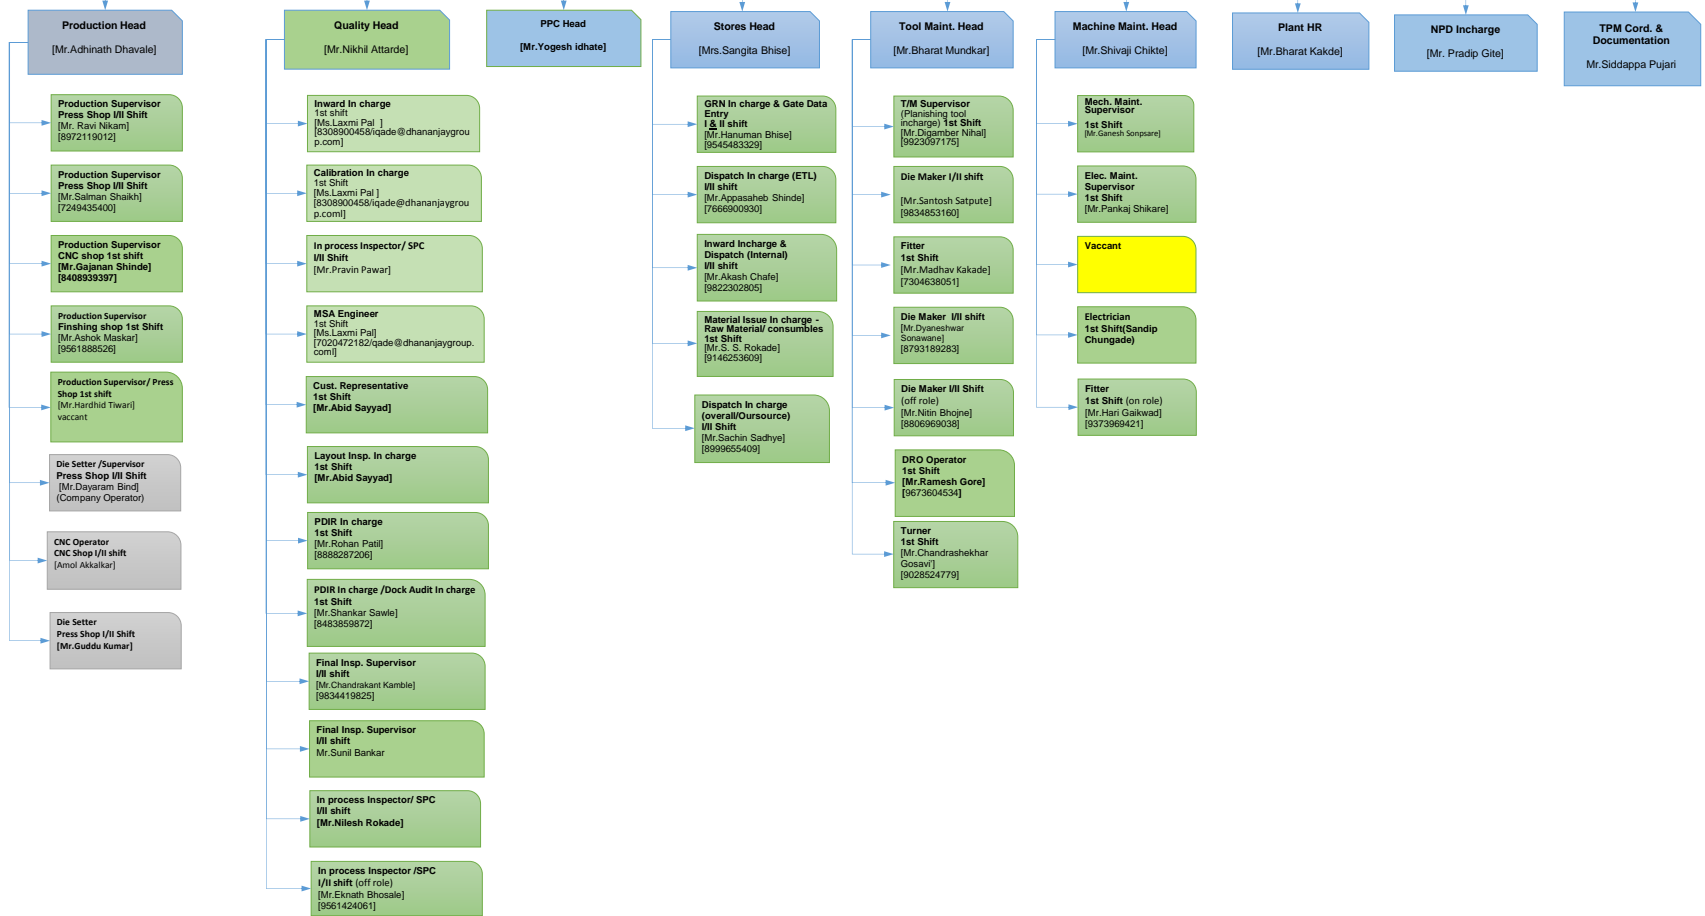 Production Head
[Mr.Adhinath Dhavale]
Production Supervisor
Press Shop I/II Shift
[Mr. Ravi Nikam]
[8972119012]
Production Supervisor
Press Shop I/II Shift
[Mr.Salman Shaikh]
[7249435400]
Production Supervisor
CNC shop 1st shift
[Mr.Gajanan Shinde]
[8408939397]
Production Supervisor
Finshing shop 1st Shift
[Mr.Ashok Maskar]
[9561888526]
Production Supervisor/ Press
Shop 1st shift
[Mr.Hardhid Tiwari]
vaccant
Die Setter /Supervisor
Press Shop I/II Shift
[Mr.Dayaram Bind]
(Company Operator)
CNC Operator
CNC Shop I/II shift
[Amol Akkalkar]
Die Setter
Press Shop I/II Shift
[Mr.Guddu Kumar]
Quality Head
[Mr.Nikhil Attarde]
Inward In charge
1st shift
[Ms.Laxmi Pal ]
[8308900458/iqade@dhananjaygrou
p.com]
Calibration In charge
1st Shift
[Ms.Laxmi Pal ]
[8308900458/iqade@dhananjaygrou
p.coml]
In process Inspector/ SPC
I/II Shift
[Mr.Pravin Pawar]
MSA Engineer
1st Shift
[Ms.Laxmi Pal]
[7020472182/qade@dhananjaygroup.
coml]
Cust. Representative
1st Shift
[Mr.Abid Sayyad]
Layout Insp. In charge
1st Shift
[Mr.Abid Sayyad]
PDIR In charge
1st Shift
[Mr.Rohan Patil]
[8888287206]
PDIR In charge /Dock Audit In charge
1st Shift
[Mr.Shankar Sawle]
[8483859872]
Final Insp. Supervisor
I/II shift
[Mr.Chandrakant Kamble]
[9834419825]
Final Insp. Supervisor
I/II shift
Mr.Sunil Bankar
In process Inspector/ SPC
I/II shift
[Mr.Nilesh Rokade]
In process Inspector /SPC
I/II shift (off role)
[Mr.Eknath Bhosale]
[9561424061]
PPC Head
[Mr.Yogesh idhate]
Stores Head
[Mrs.Sangita Bhise]
GRN In charge & Gate Data
Entry
I & II shift
[Mr.Hanuman Bhise]
[9545483329]
Dispatch In charge (ETL)
I/II shift
[Mr.Appasaheb Shinde]
[7666900930]
Inward Incharge &
Dispatch (Internal)
I/II shift
[Mr.Akash Chafe]
[9822302805]
Material Issue In charge -
Raw Material/ consumbles
1st Shift
[Mr.S. S. Rokade]
[9146253609]
Dispatch In charge
(overall/Oursource)
I/II Shift
[Mr.Sachin Sadhye]
[8999655409]
Tool Maint. Head
[Mr.Bharat Mundkar]
T/M Supervisor
(Planishing tool
incharge) 1st Shift
[Mr.Digamber Nihal]
[9923097175]
Die Maker I/II shift
[Mr.Santosh Satpute]
[9834853160]
Fitter
1st Shift
[Mr.Madhav Kakade]
[7304638051]
Die Maker I/II shift
[Mr.Dyaneshwar
Sonawane]
[8793189283]
Die Maker I/II Shift
(off role)
[Mr.Nitin Bhojne]
[8806969038]
DRO Operator
1st Shift
[Mr.Ramesh Gore]
[9673604534]
Turner
1st Shift
[Mr.Chandrashekhar
Gosavi']
[9028524779]
Machine Maint. Head
[Mr.Shivaji Chikte]
Mech. Maint.
Supervisor
1st Shift
[Mr.Ganesh Sonpsare]
Elec. Maint.
Supervisor
1st Shift
[Mr.Pankaj Shikare]
Vaccant
Electrician
1st Shift(Sandip
Chungade)
Fitter
1st Shift (on role)
[Mr.Hari Gaikwad]
[9373969421]
Plant HR
[Mr.Bharat Kakde]
NPD Incharge
[Mr. Pradip Gite]
TPM Cord. &
Documentation
Mr.Siddappa Pujari